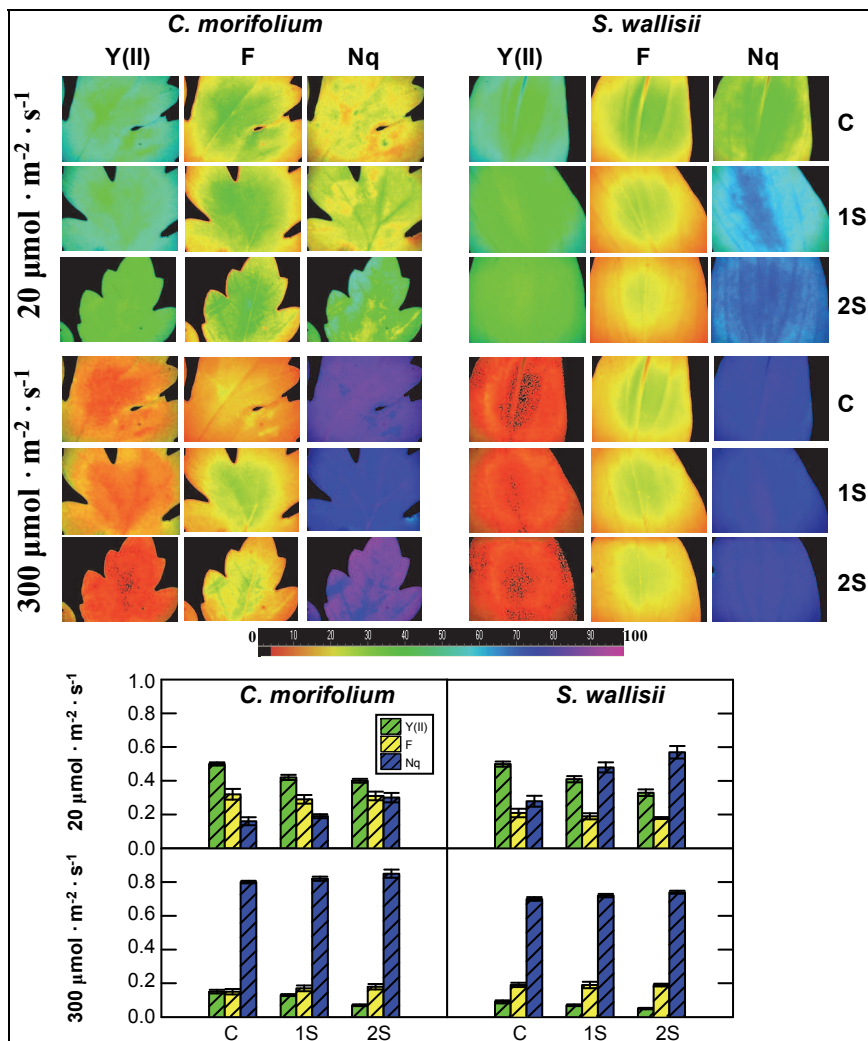 C. morifolium S. wallisii
Y(II) F Nq Y(II) F Nq
20 µmol · m-2 · s-1
C
1S
2S
300 µmol · m-2 · s-1
C
1S
2S
0 10 20 30 40 50 60 70 80 90 100
C. morifolium S. wallisii
20 µmol · m-2 · s-1
1.0
0.8
0.6
0.4
0.2
0.0
Y(II)
F
Nq
300 µmol · m-2 · s-1
0.8
0.6
0.4
0.2
0.0
C 1S 2S C 1S 2S